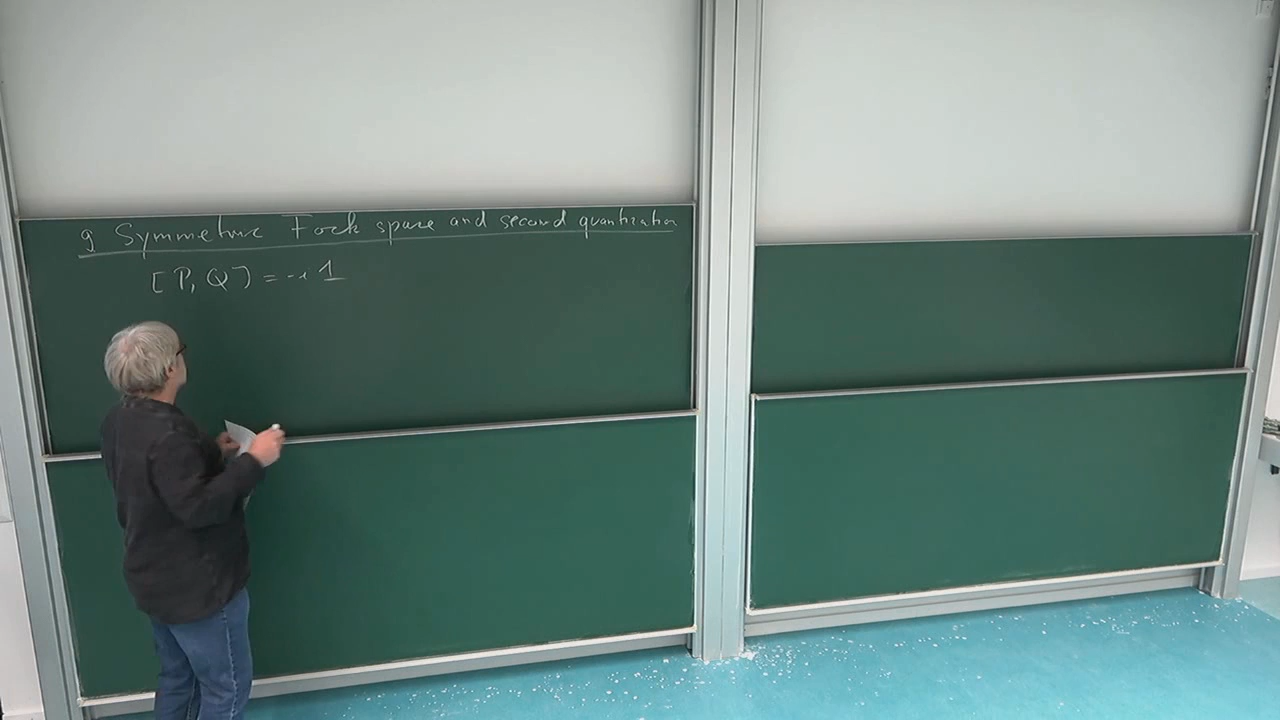 9 Symmetric Fock space and second quantization
[P, Q] = -i 1